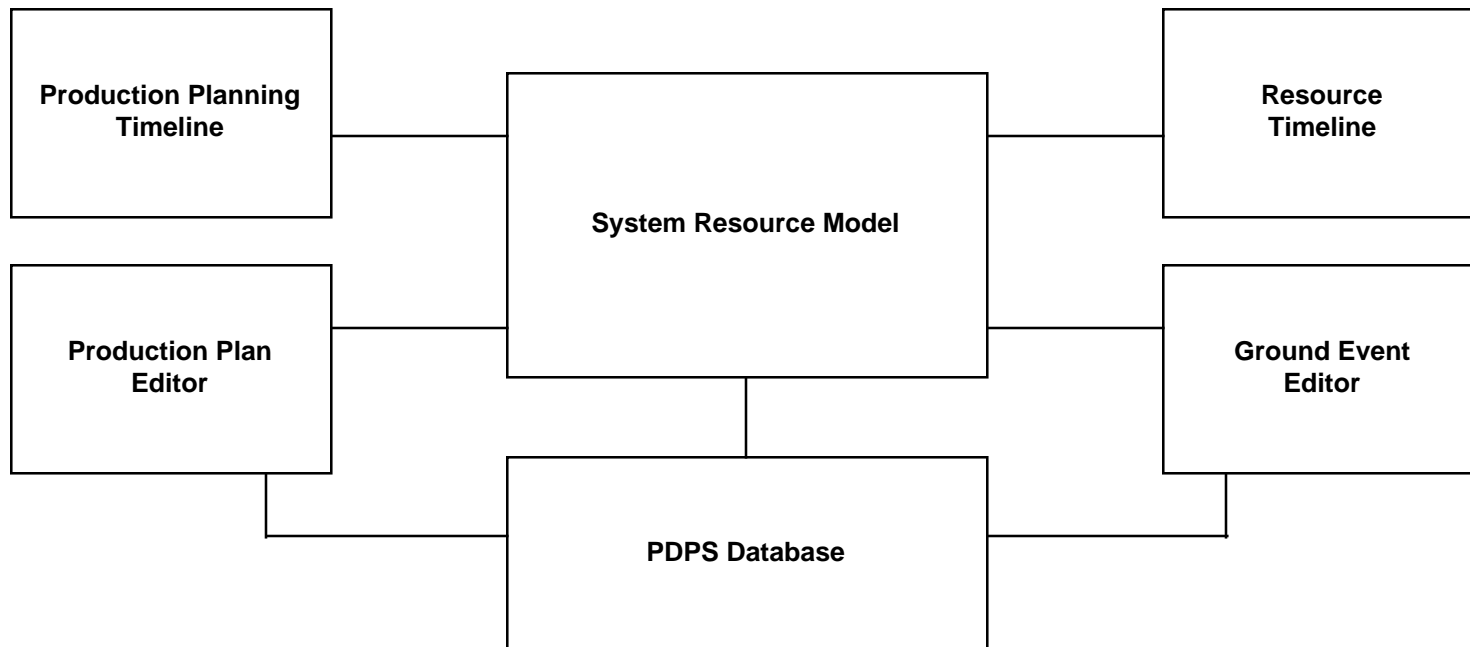 Production Planning
Timeline
System Resource Model
Resource
Timeline
Production Plan
Editor
Ground Event
Editor
PDPS Database